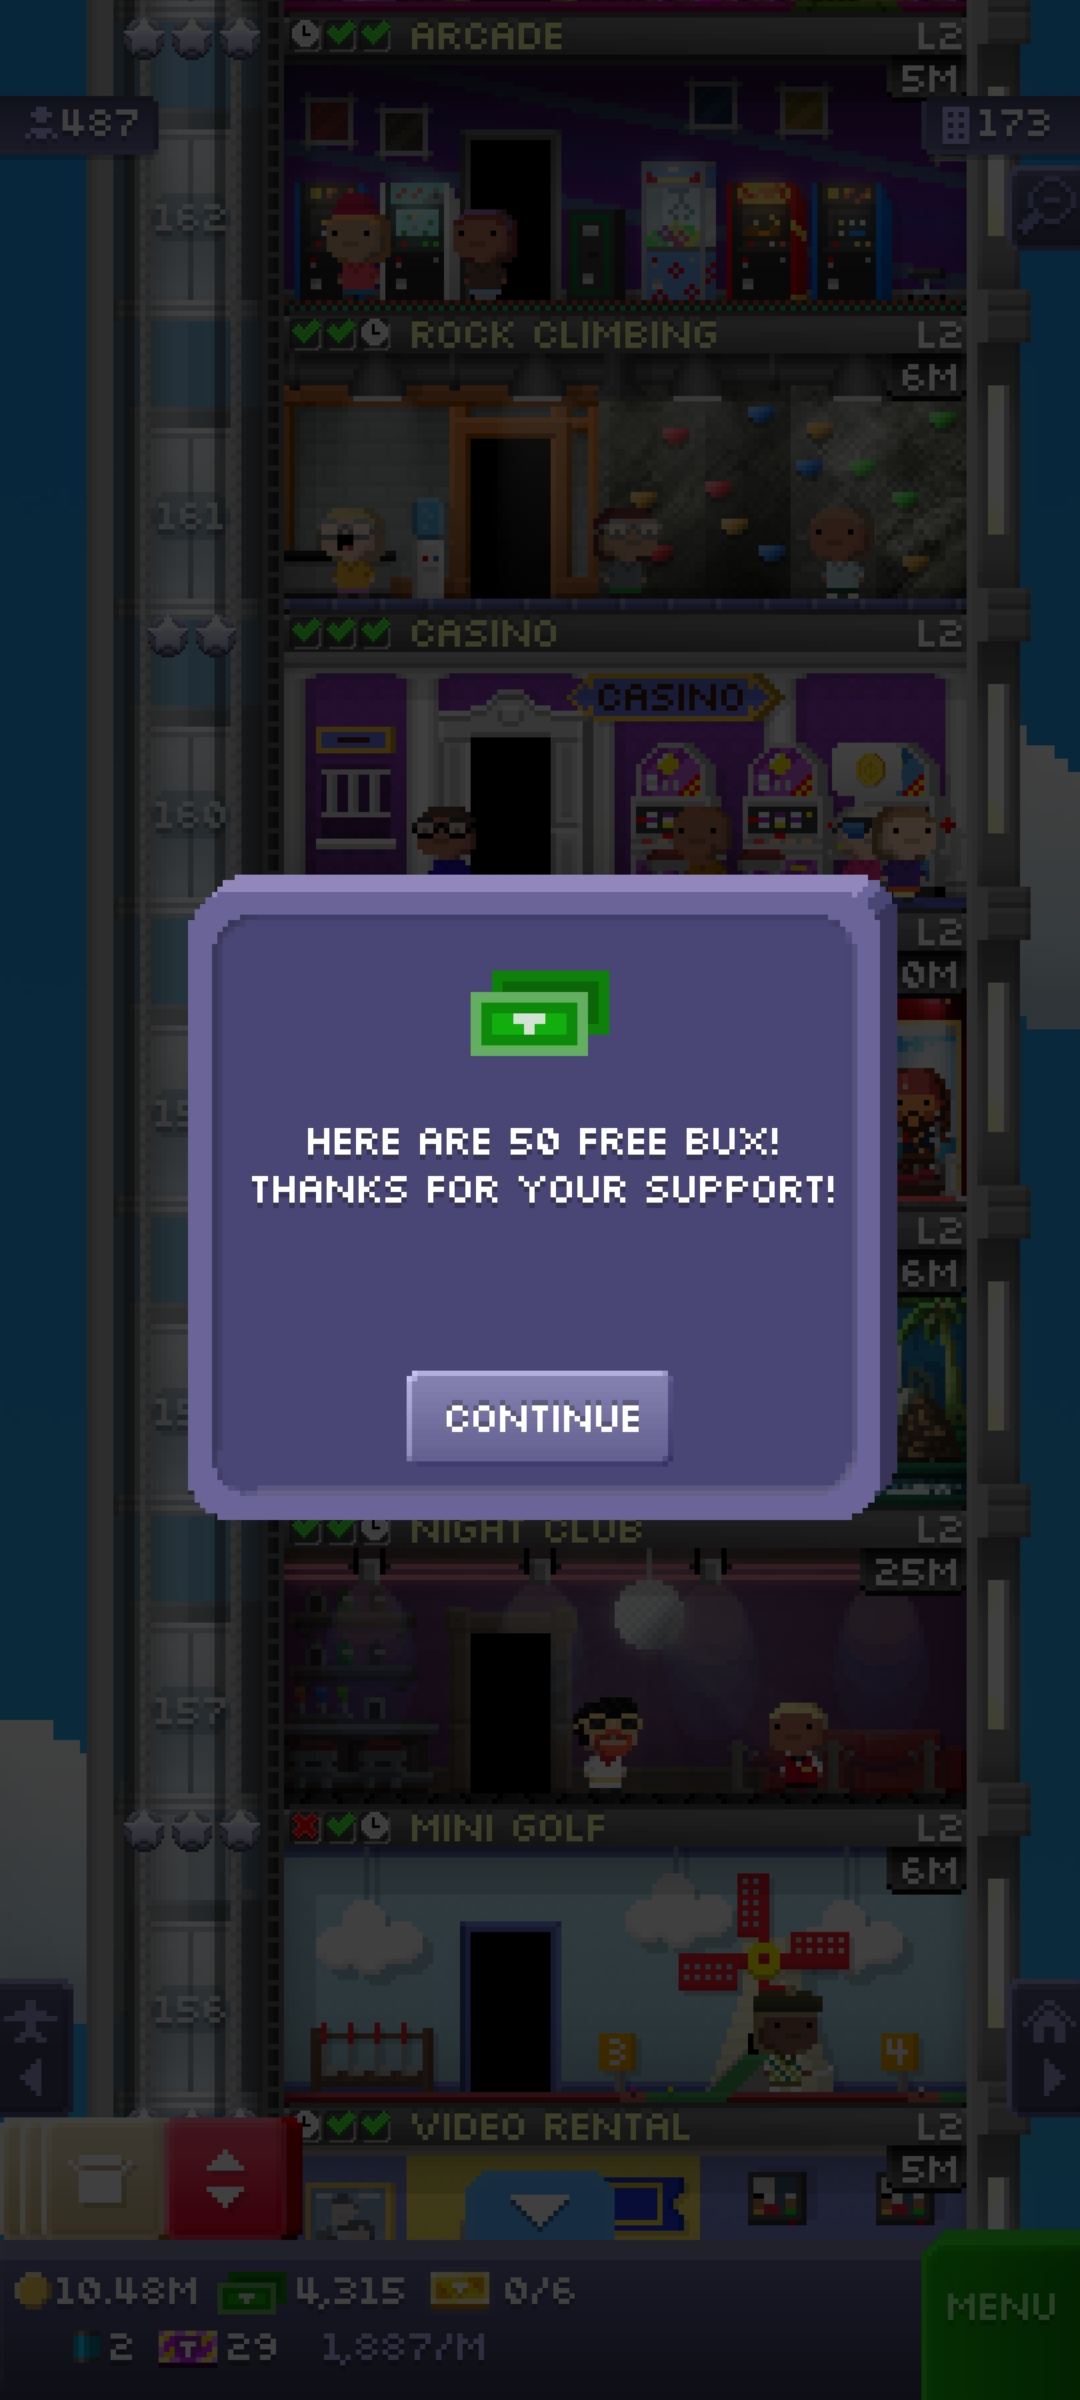 ARCADE L2
5M
487
173
162
ROCK CLIMBING L2
6M
161
CASINO L2
CASINO
160
L2
0M
15
HERE ARE 50 FREE BUX!
THANKS FOR YOUR SUPPORT!
L2
6M
15
CONTINUE
NIGHT CLUB L2
25M
157
MINI GOLF L2
6M
156
3
4
VIDEO RENTAL L2
5M
10.48M 4,315 0/6
MENU
2 29 1,887/M